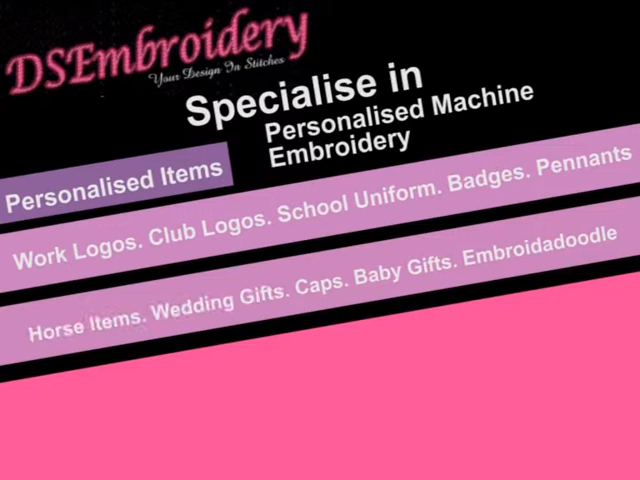 DSEmbroidery
Your Design In Stitches
Specialise in
Personalised Machine
Embroidery
Personalised Items
Work Logos. Club Logos. School Uniform. Badges. Pennants
Horse Items. Wedding Gifts. Caps. Baby Gifts. Embroidadoodle